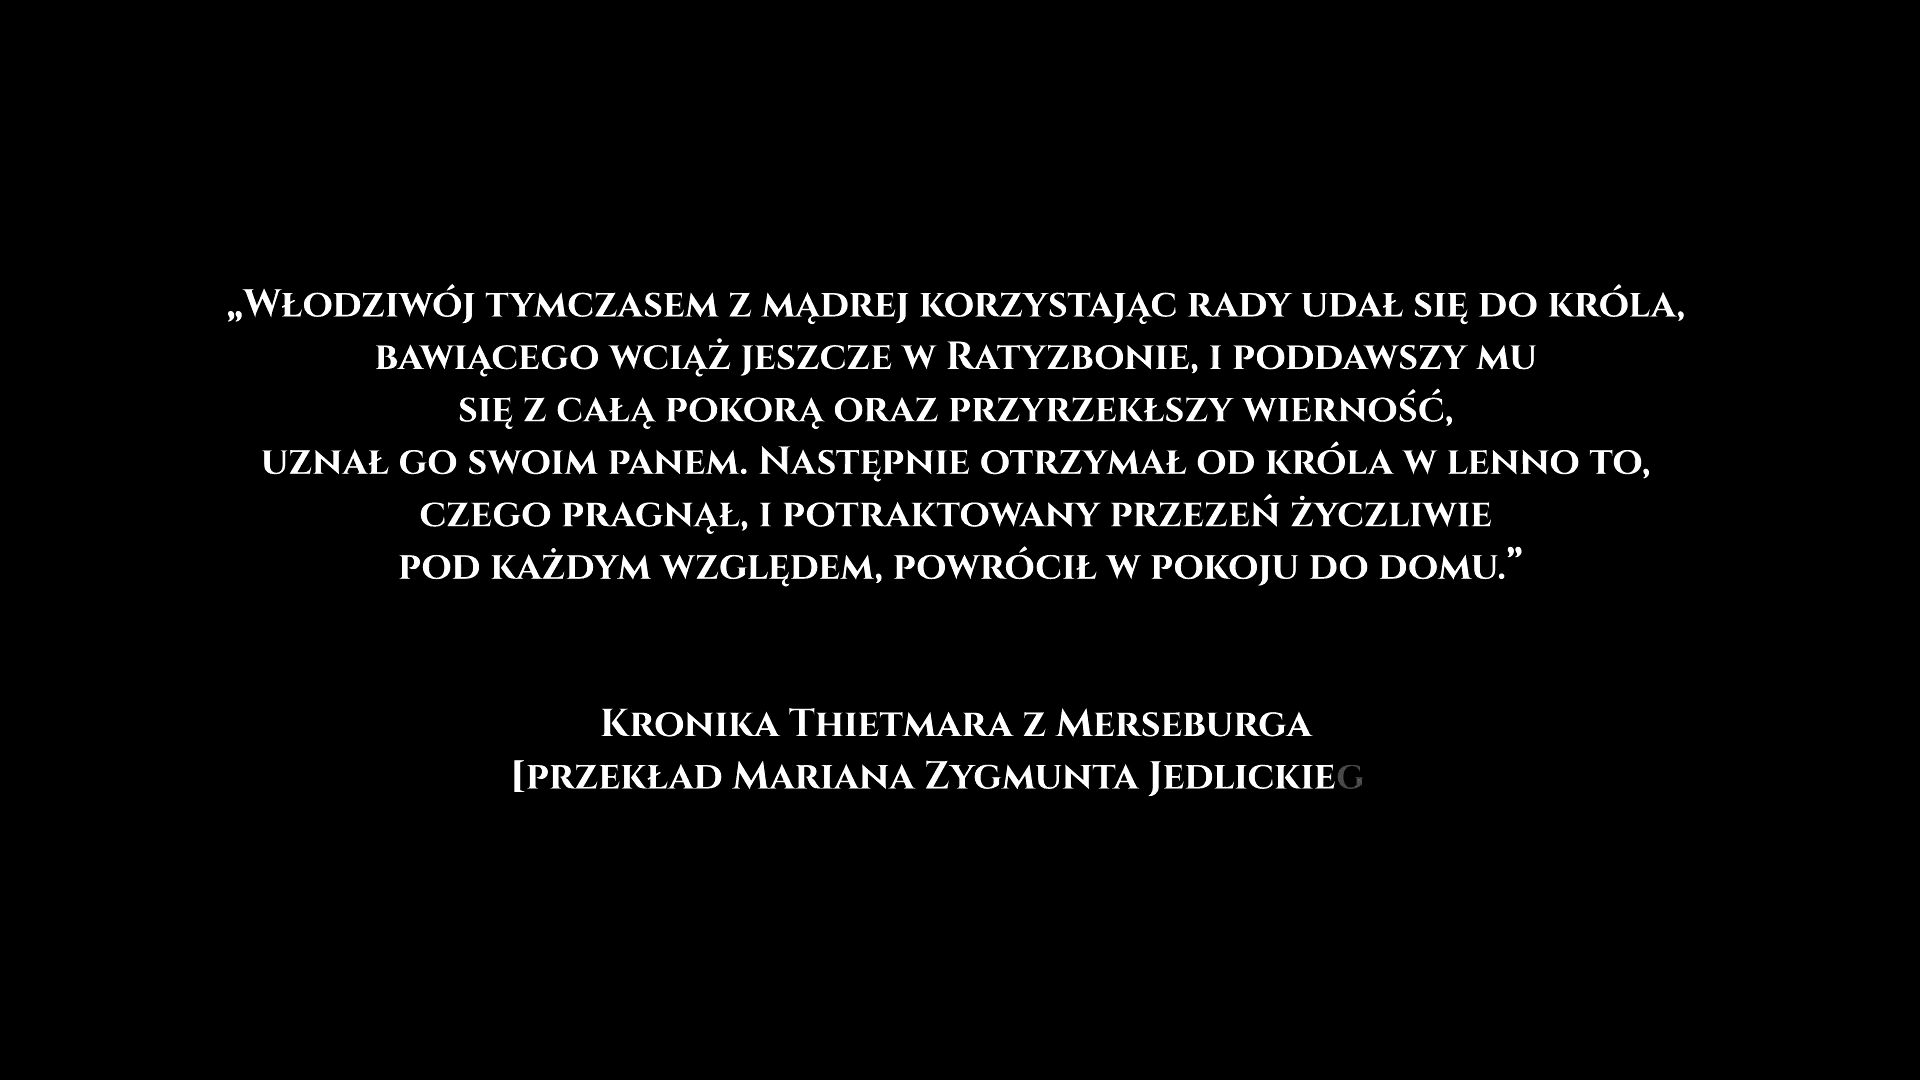 „Włodziwój tymczasem z mądrej korzystając rady udał się do króla,
bawiącego wciąż jeszcze w Ratyzbonie, i poddawszy mu
się z całą pokorą oraz przyrzekłszy wierność,
uznał go swoim panem. Następnie otrzymał od króla w lenno to,
czego pragnął, i potraktowany przezeń życzliwie
pod każdym względem, powrócił w pokoju do domu.”
Kronika Thietmara z Merseburga
[przekład Mariana Zygmunta Jedlickieg